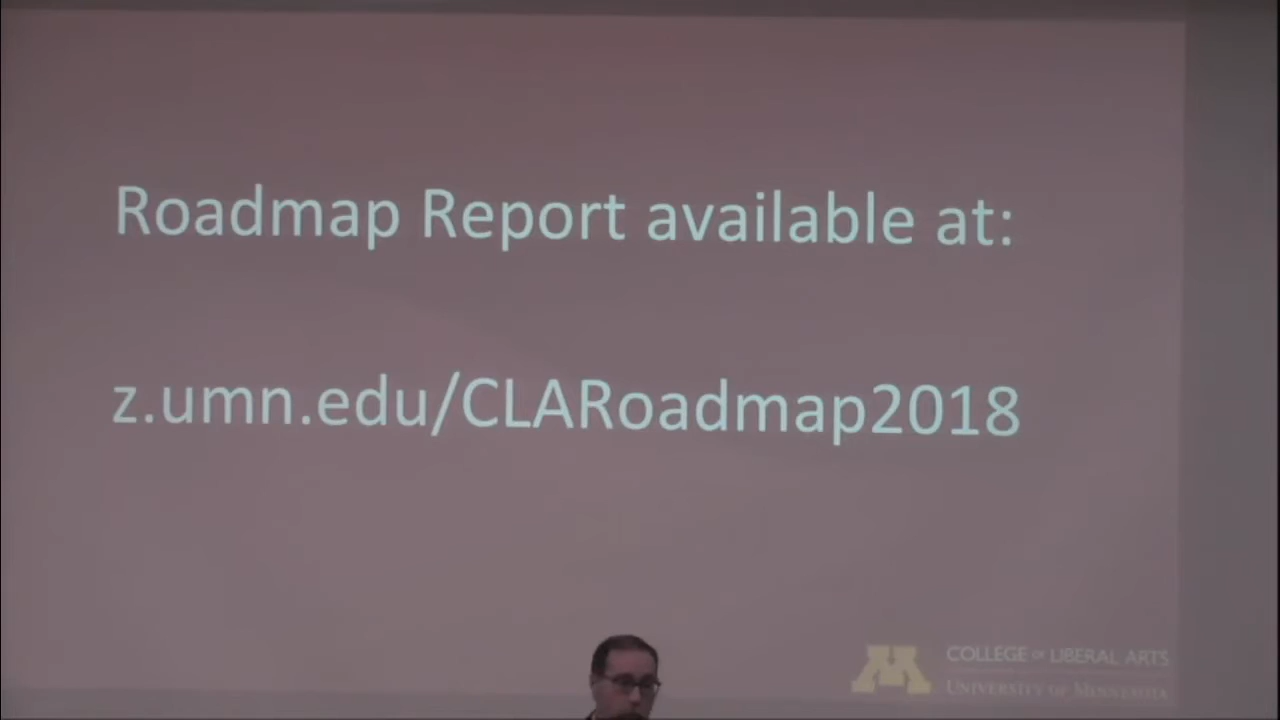 Roadmap Report available at:
z.umn.edu/CLARoadmap2018
M
COLLEGE OF LIBERAL ARTS
UNIVERSITY OF MINNESOTA